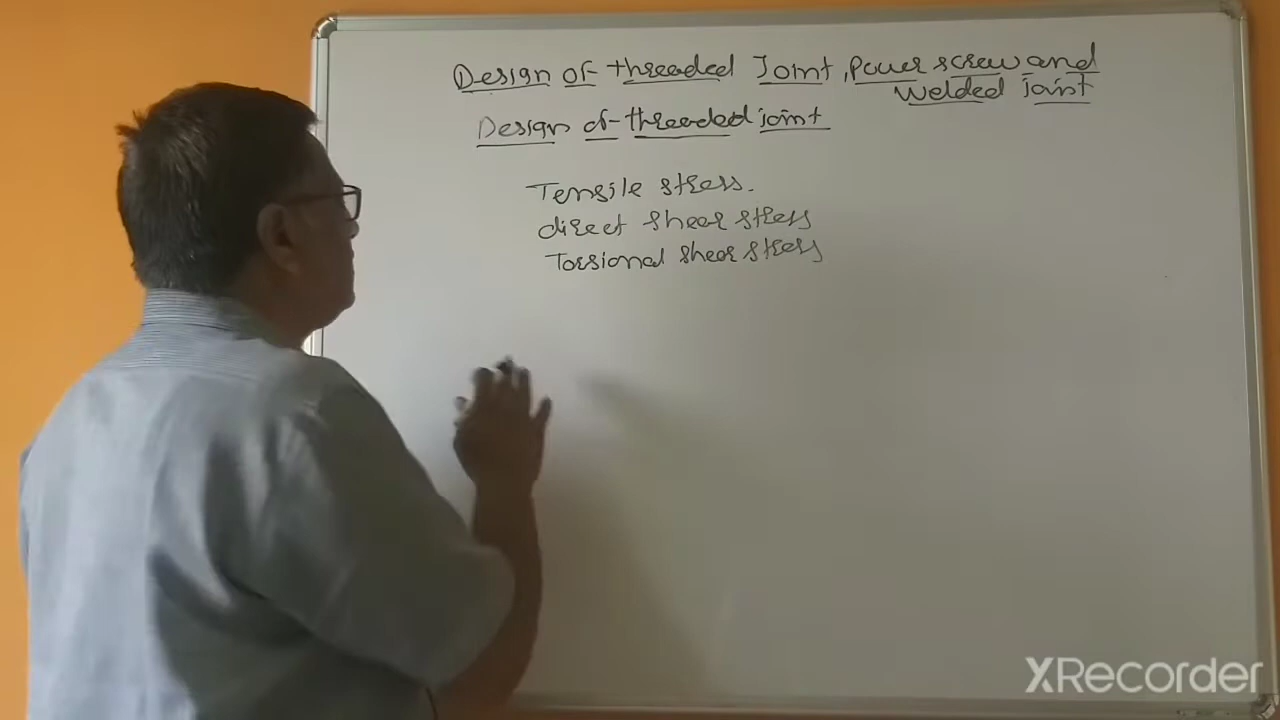 Design of threaded Joint, Power screw and
welded joint
Design of threaded joint
Tensile stress.
direct shear stress
Torsional shear stress
XRecorder